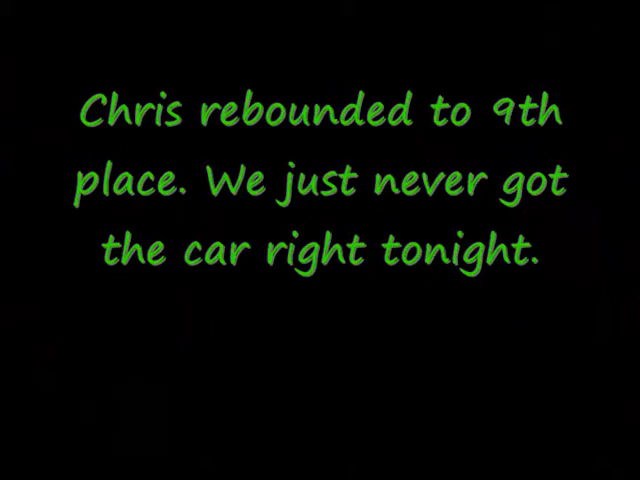 Chris rebounded to 9th
place. We just never got
the car right tonight.